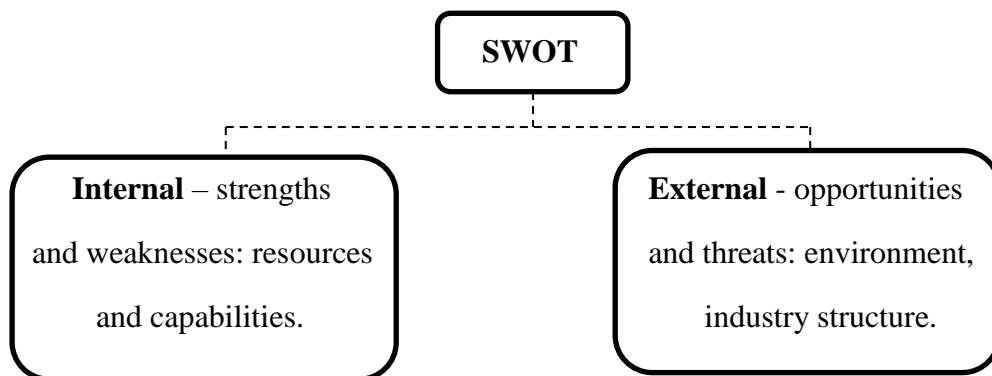 SWOT
Internal – strengths
and weaknesses: resources
and capabilities.
External - opportunities
and threats: environment,
industry structure.